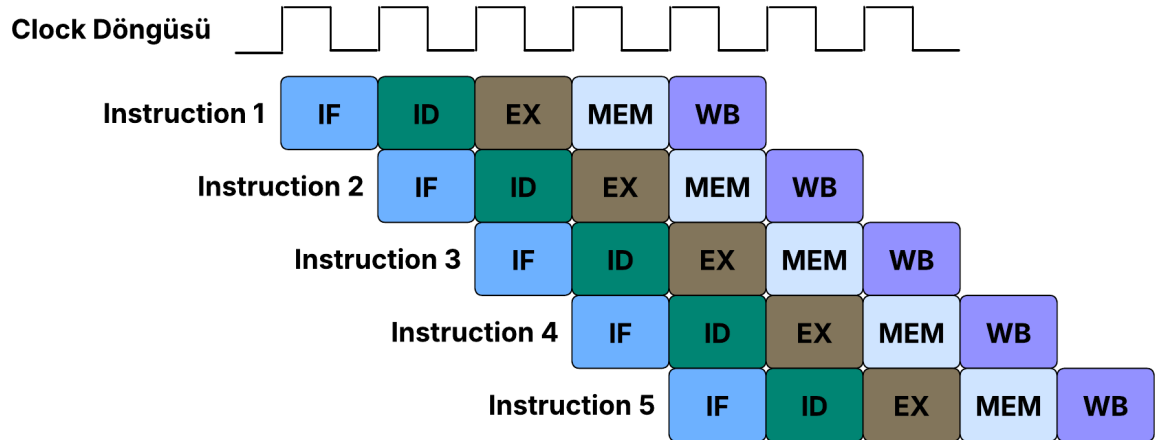 Clock Döngüsü
Instruction 1 IF ID EX MEM WB
Instruction 2 IF ID EX MEM WB
Instruction 3 IF ID EX MEM WB
Instruction 4 IF ID EX MEM WB
Instruction 5 IF ID EX MEM WB